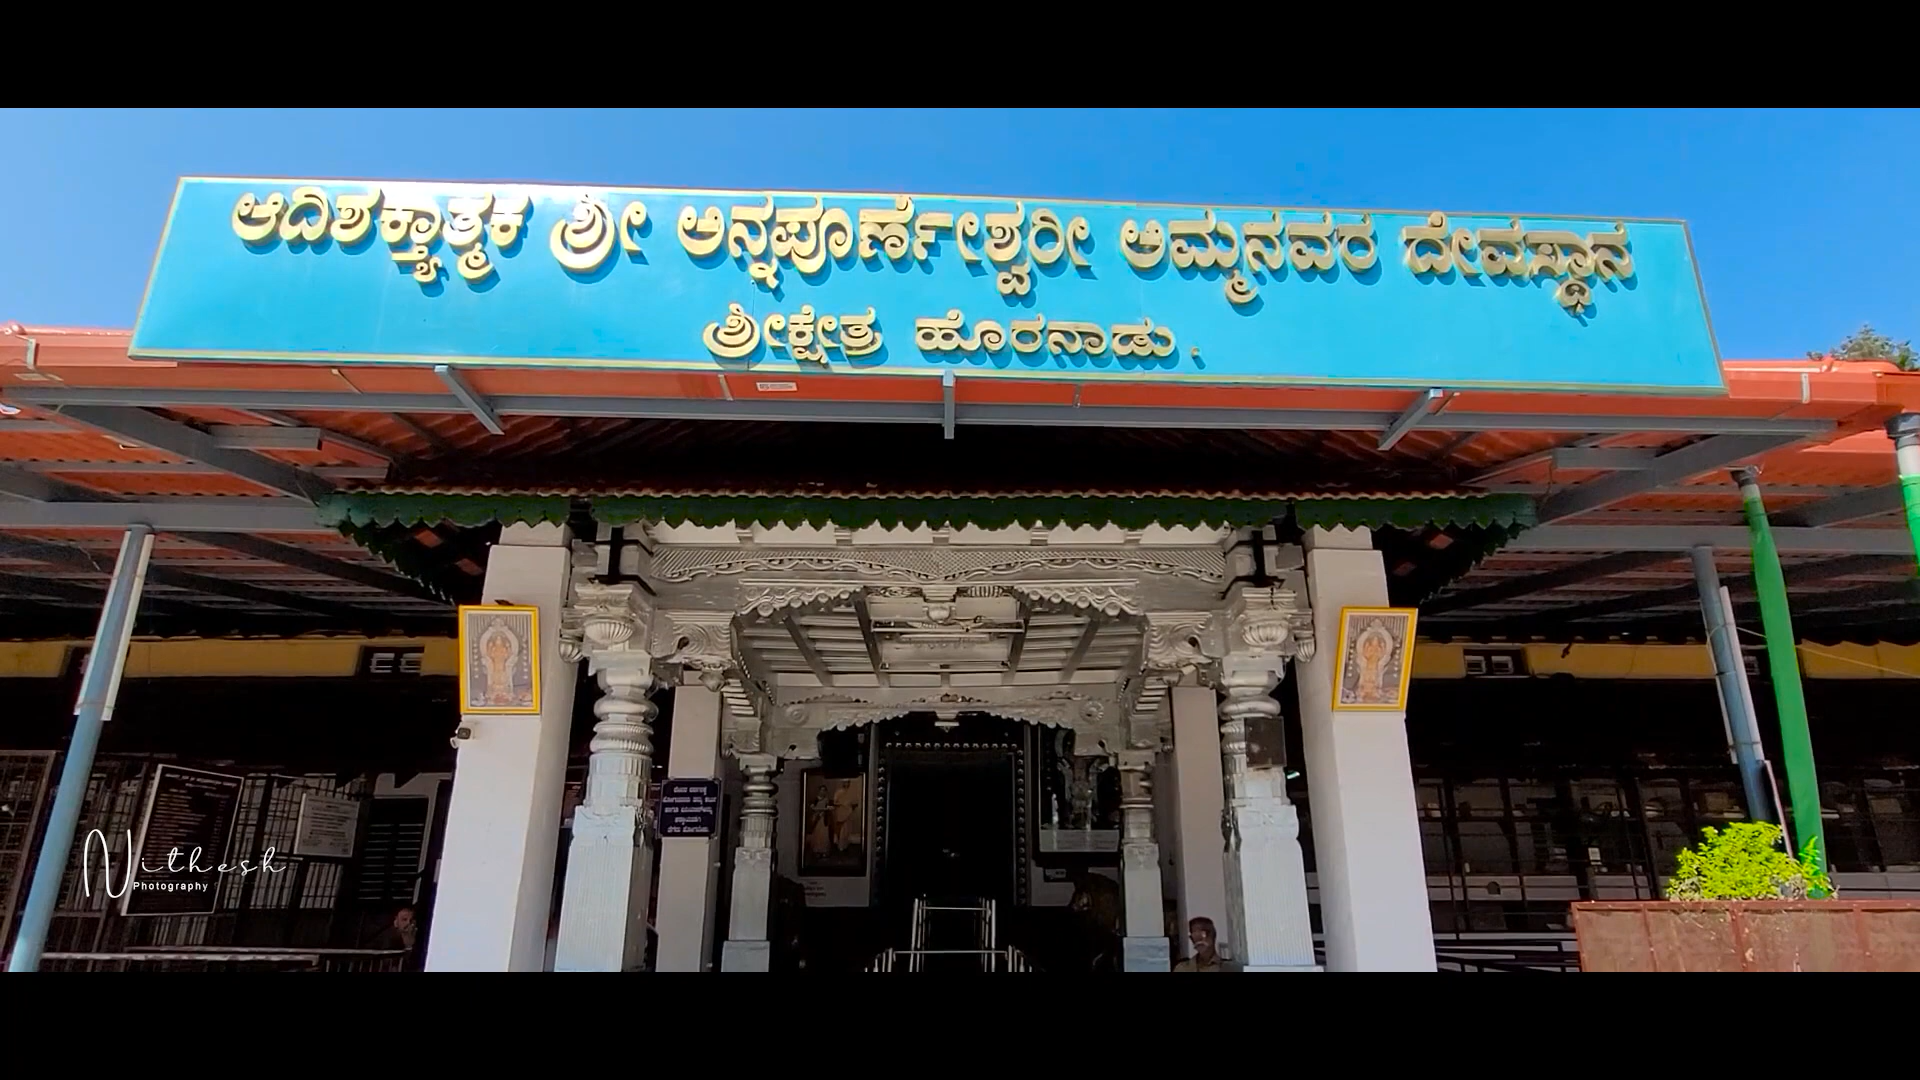 ಆದಿಶಕ್ತ್ಯಾತ್ಮಕ ಶ್ರೀ ಅನ್ನಪೂರ್ಣೇಶ್ವರೀ ಅಮ್ಮನವರ ದೇವಸ್ಥಾನ
ಶ್ರೀಕ್ಷೇತ್ರ ಹೊರನಾಡು.
Nithesh
Photography